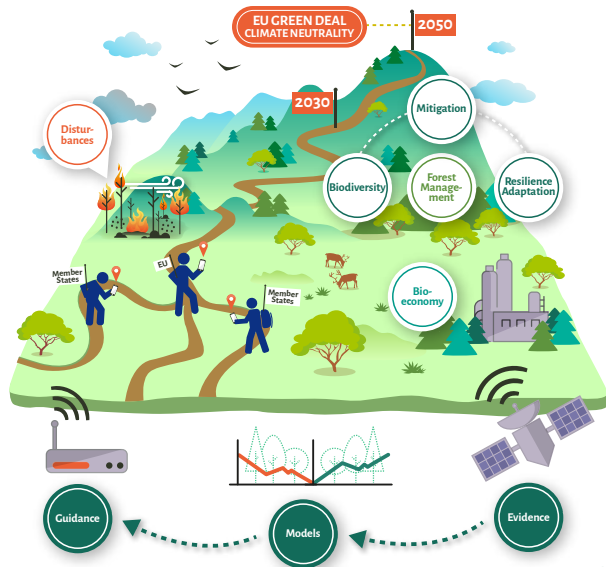 EU GREEN DEAL
CLIMATE NEUTRALITY
2050
2030
Mitigation
Distur-
bances
Biodiversity
Forest
Manage-
ment
Resilience
Adaptation
Member
States
EU
Member
States
Bio-
economy
Guidance
Models
Evidence